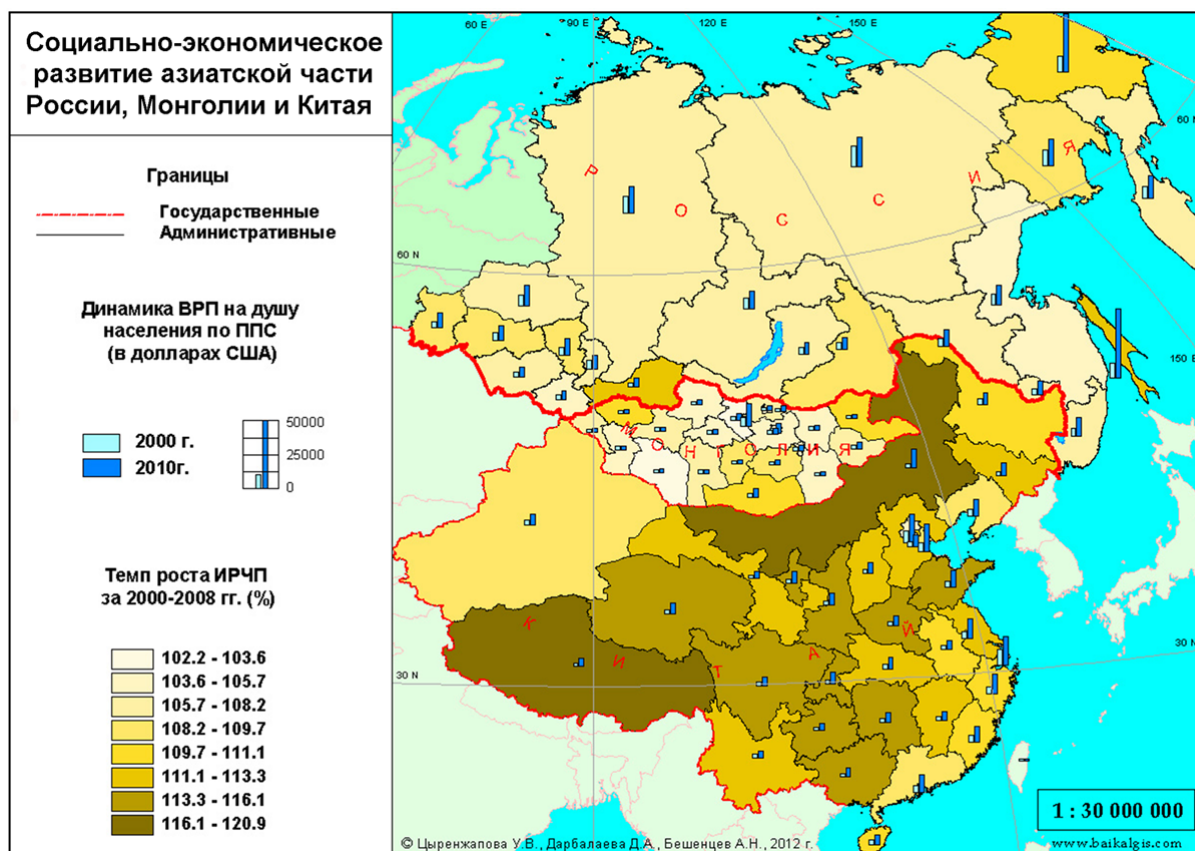 Социально-экономическое
развитие азиатской части
России, Монголии и Китая
Границы
Государственные
Административные
Динамика ВРП на душу
населения по ППС
(в долларах США)
2000 г.
2010г.
50000
25000
0
Темп роста ИРЧП
за 2000-2008 гг. (%)
102.2 - 103.6
103.6 - 105.7
105.7 - 108.2
108.2 - 109.7
109.7 - 111.1
111.1 - 113.3
113.3 - 116.1
116.1 - 120.9
60 E
90 E
120 E
150 E
60 N
60 N
150 E
30 N
30 N
Р О С С И Я
М О Н Г О Л И Я
К И Т А Й
1 : 30 000 000
© Цыренжапова У.В., Дарбалаева Д.А., Бешенцев А.Н., 2012 г.
www.baikalgis.com